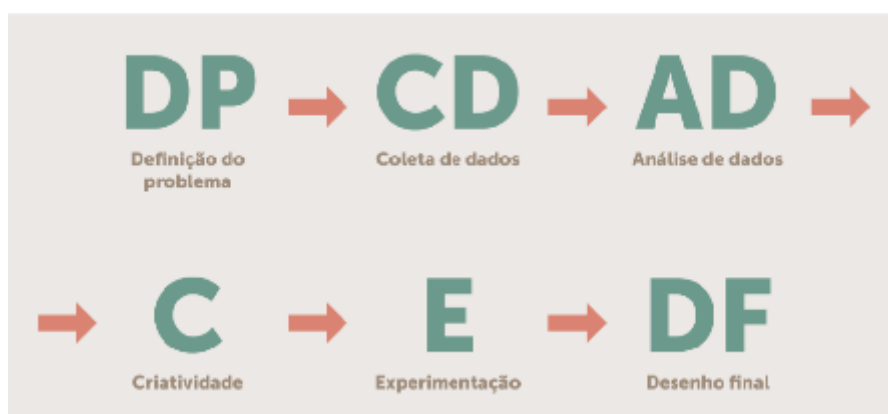 DP
CD
AD
Definição do
problema
Coleta de dados
Análise de dados
C
E
DF
Criatividade
Experimentação
Desenho final